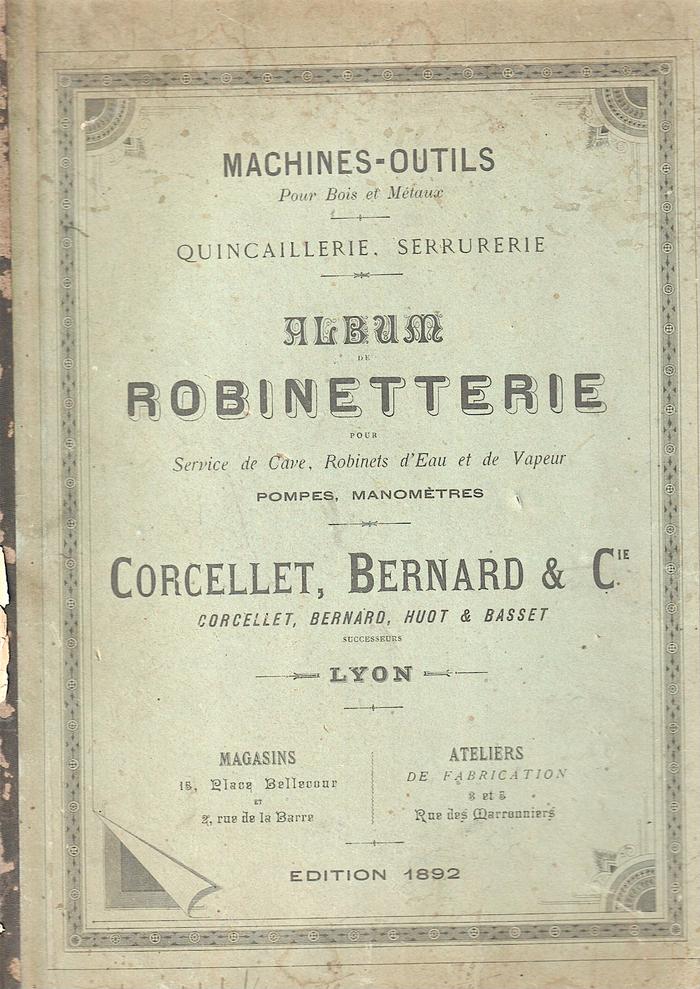 MACHINES-OUTILS
Pour Bois et Métaux
QUINCAILLERIE, SERRURERIE
ALBUM
DE
ROBINETTERIE
POUR
Service de Cave, Robinets d'Eau et de Vapeur
POMPES, MANOMÈTRES
CORCELLET, BERNARD & CIE
CORCELLET, BERNARD, HUOT & BASSET
SUCCESSEURS
LYON
MAGASINS
15, Place Bellecour
ET
2, rue de la Barre
ATELIERS
DE FABRICATION
3 et 5
Rue des Marronniers
EDITION 1892